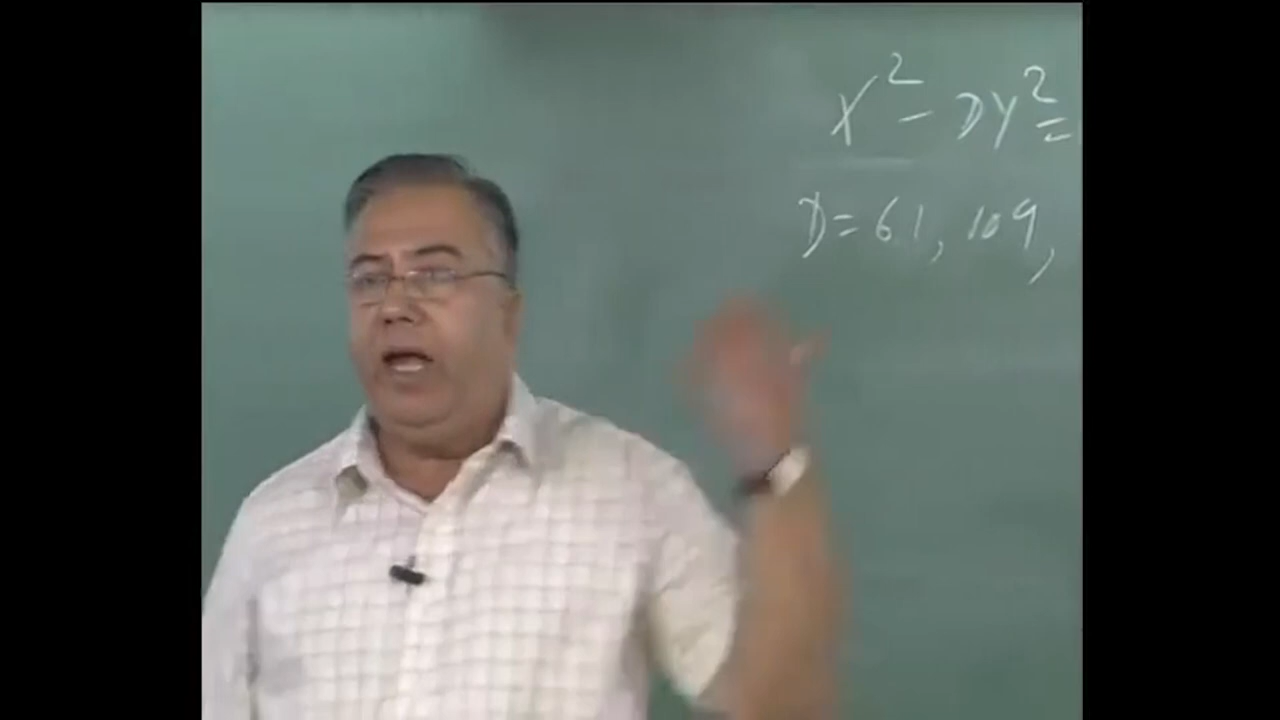 X² - DY² =
D = 61, 109,